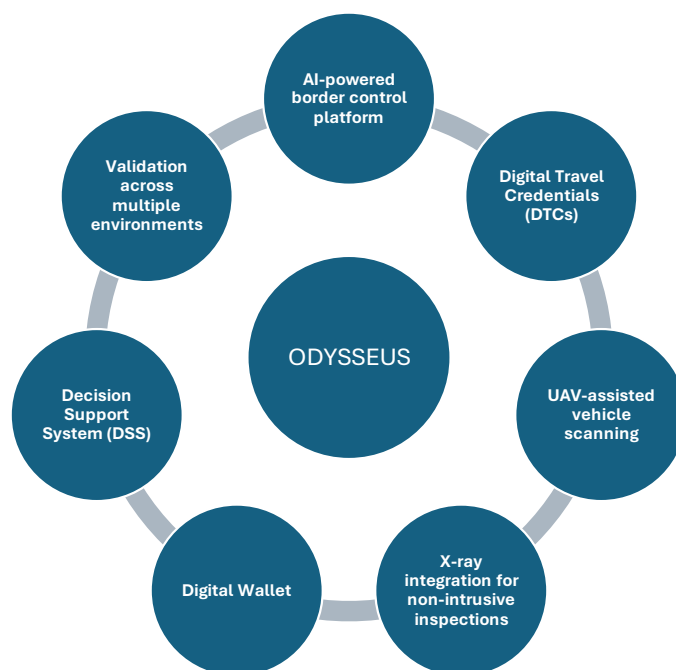 AI-powered
border control
platform
Digital Travel
Credentials
(DTCs)
UAV-assisted
vehicle
scanning
X-ray
integration for
non-intrusive
inspections
Digital Wallet
Decision
Support
System (DSS)
Validation
across
multiple
environments
ODYSSEUS